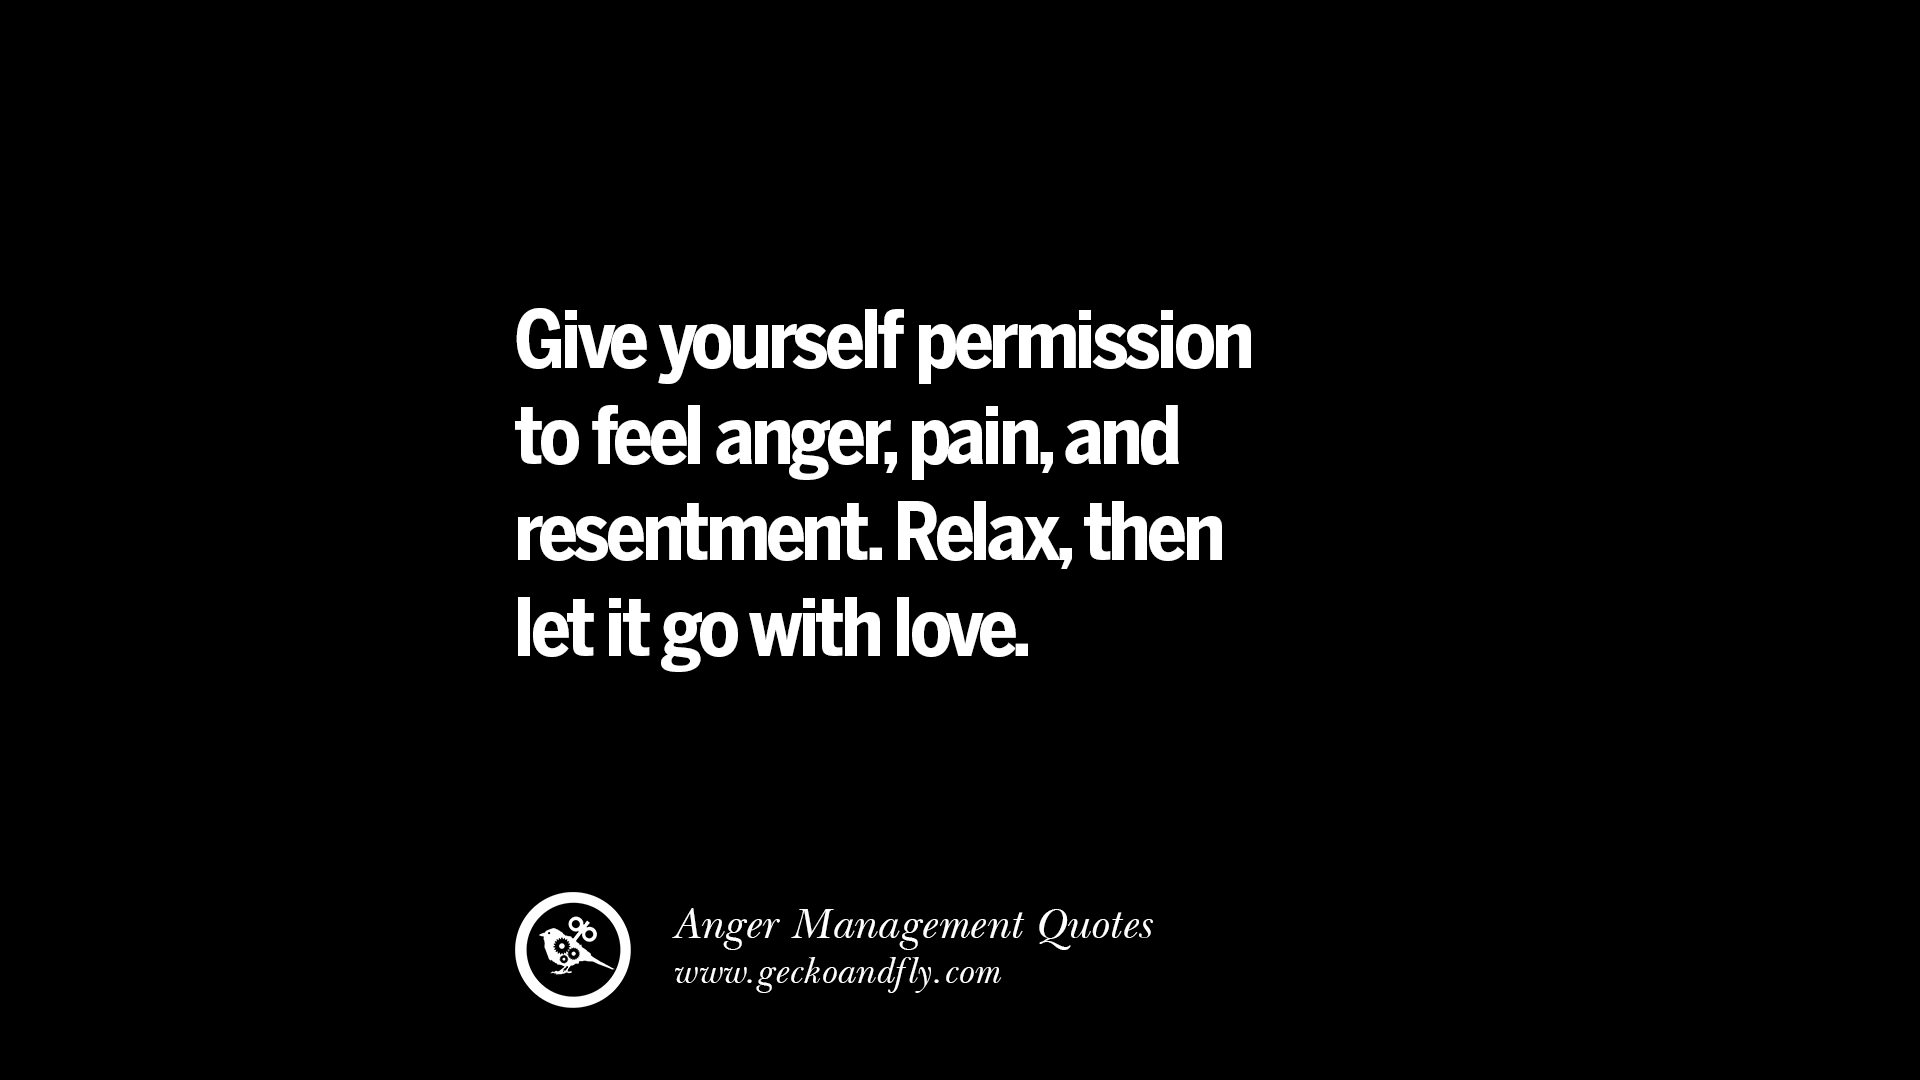 Give yourself permission
to feel anger, pain, and
resentment. Relax, then
let it go with love.
Anger Management Quotes
www.geckoandfly.com